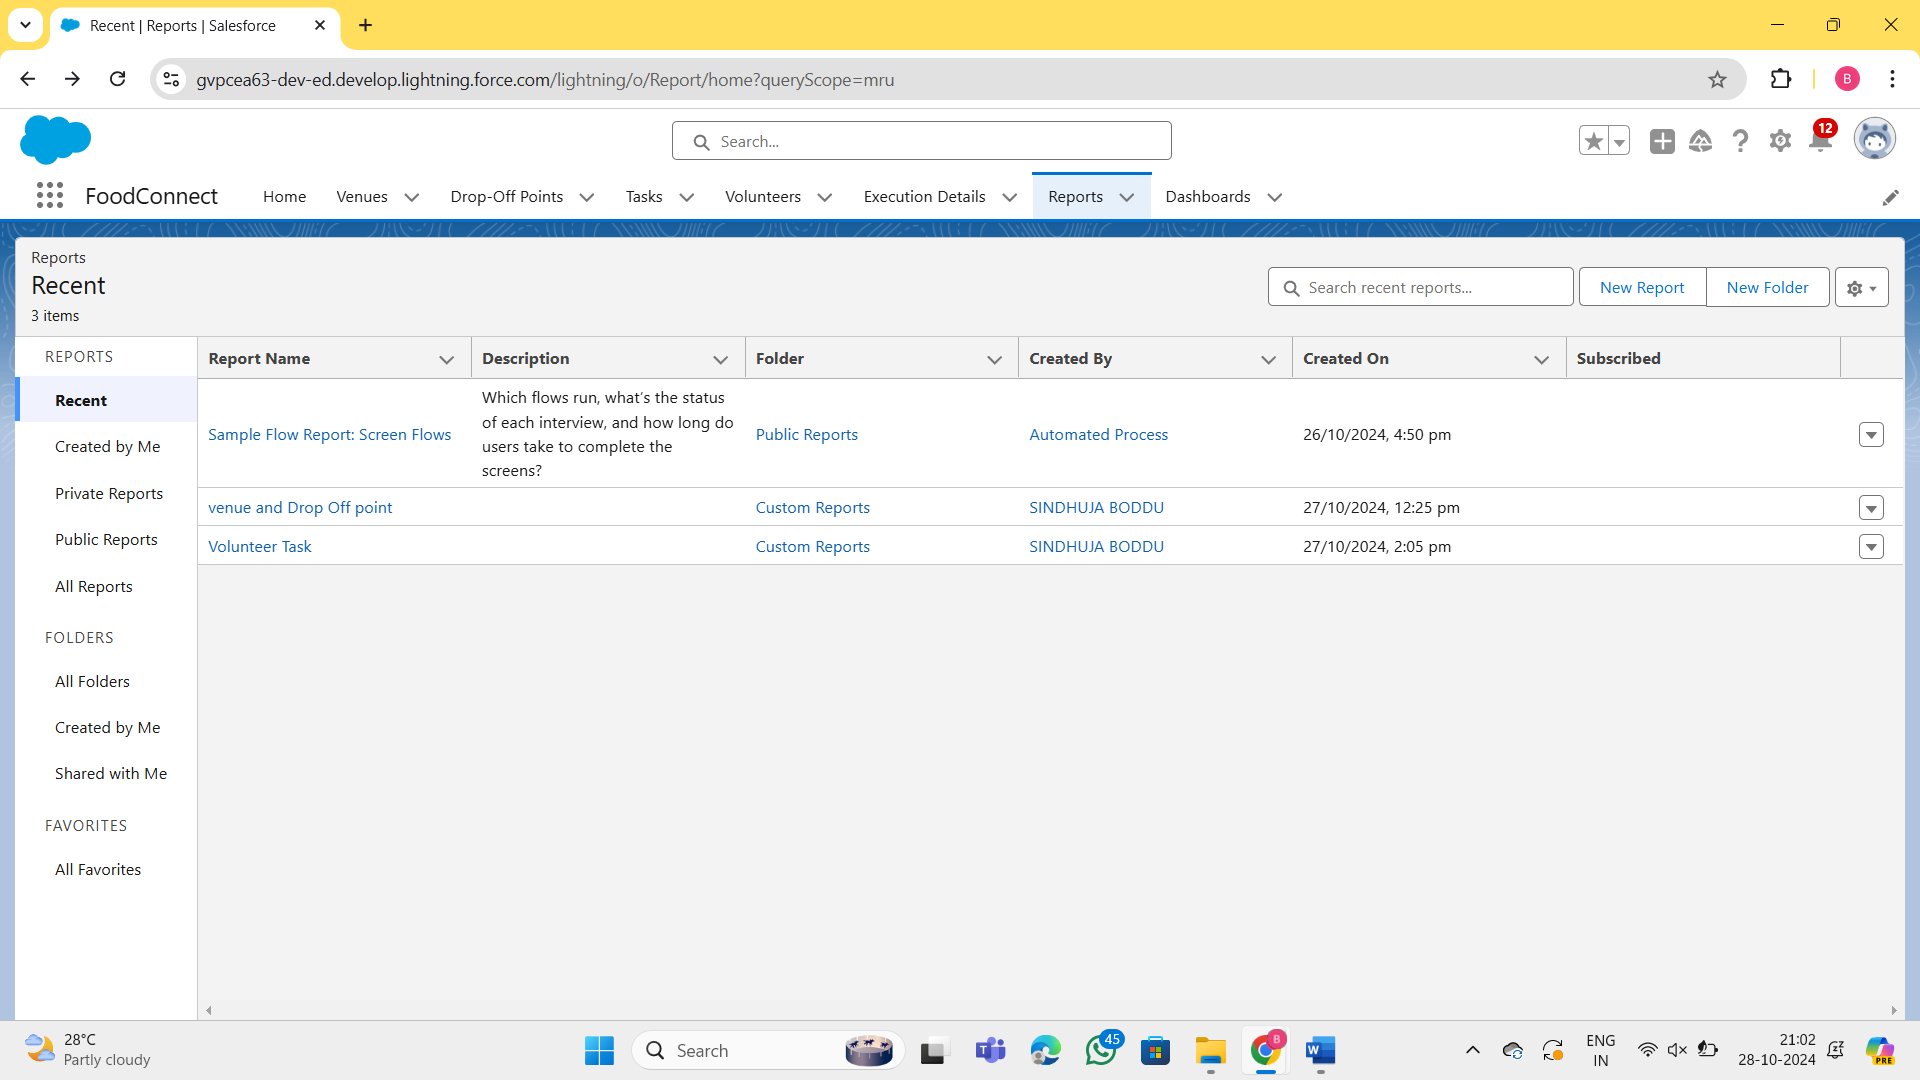 Recent | Reports | Salesforce
gvpcea63-dev-ed.develop.lightning.force.com/lightning/o/Report/home?queryScope=mru
B
Search...
12
FoodConnect
Home
Venues
Drop-Off Points
Tasks
Volunteers
Execution Details
Reports
Dashboards
Reports
Recent
3 items
Search recent reports...
New Report
New Folder
REPORTS
Recent
Created by Me
Private Reports
Public Reports
All Reports
FOLDERS
All Folders
Created by Me
Shared with Me
FAVORITES
All Favorites
Report Name Description Folder Created By Created On Subscribed
Which flows run, what's the status
of each interview, and how long do
users take to complete the
screens?
Sample Flow Report: Screen Flows Public Reports Automated Process 26/10/2024, 4:50 pm
venue and Drop Off point Custom Reports SINDHUJA BODDU 27/10/2024, 12:25 pm
Volunteer Task Custom Reports SINDHUJA BODDU 27/10/2024, 2:05 pm
28°C
Partly cloudy
Search
45
B
ENG
IN
21:02
28-10-2024
PRE